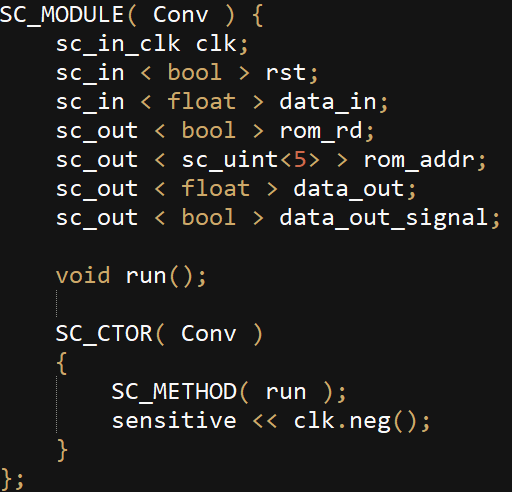 SC_MODULE( Conv ) {
    sc_in_clk clk;
    sc_in < bool > rst;
    sc_in < float > data_in;
    sc_out < bool > rom_rd;
    sc_out < sc_uint<5> > rom_addr;
    sc_out < float > data_out;
    sc_out < bool > data_out_signal;

    void run();

    SC_CTOR( Conv )
    {
        SC_METHOD( run );
        sensitive << clk.neg();
    }
};